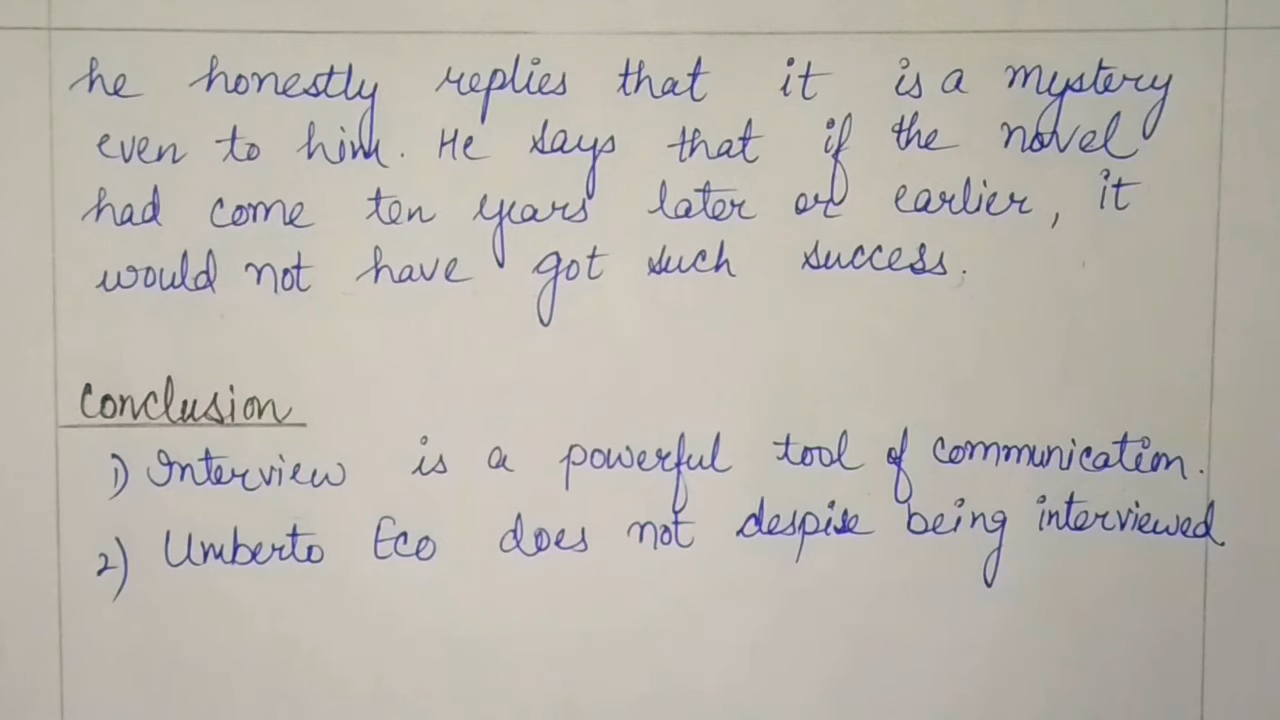 he honestly replies that it is a mystery
even to him. He says that if the novel
had come ten years later or earlier, it
would not have got such success.
Conclusion
1) Interview is a powerful tool of communication.
2) Umberto Eco does not despise being interviewed